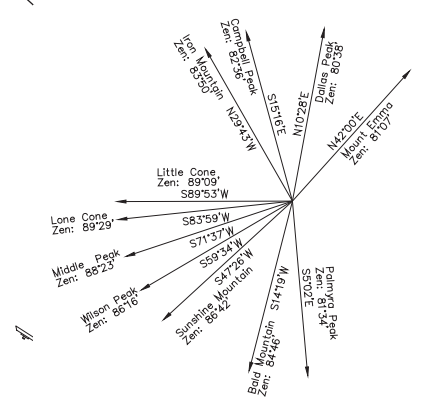 Iron Mountain
Zen: 83°50'
N29°43'W
Campbell Peak
Zen: 82°36'
S15°16'E
Dallas Peak
Zen: 80°38'
N10°28'E
N42°00'E
Mount Emma
Zen: 81°07'
Little Cone
Zen: 89°09'
S89°53'W
Lone Cone
Zen: 89°29'
S83°59'W
Middle Peak
Zen: 88°23'
S71°37'W
Wilson Peak
Zen: 86°16'
S59°34'W
S47°26'W
Sunshine Mountain
Zen: 86°42'
S14°19'W
Bald Mountain
Zen: 84°46'
Palmyra Peak
Zen: 81°34'
S5°02'E